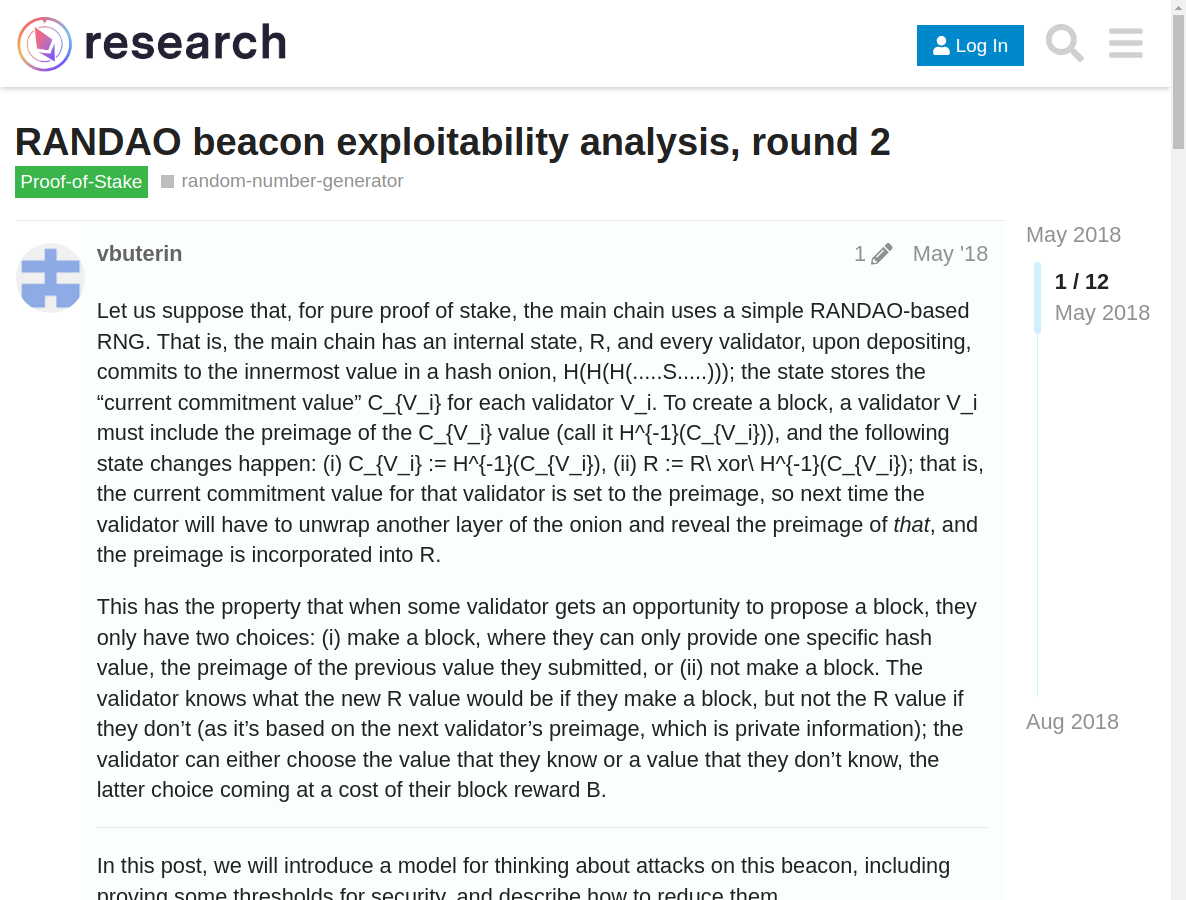 research
Log In
RANDAO beacon exploitability analysis, round 2
Proof-of-Stake
random-number-generator
vbuterin
1
May '18
Let us suppose that, for pure proof of stake, the main chain uses a simple RANDAO-based
RNG. That is, the main chain has an internal state, R, and every validator, upon depositing,
commits to the innermost value in a hash onion, H(H(H(.....S.....))); the state stores the
“current commitment value” C_{V_i} for each validator V_i. To create a block, a validator V_i
must include the preimage of the C_{V_i} value (call it H^{-1}(C_{V_i})), and the following
state changes happen: (i) C_{V_i} := H^{-1}(C_{V_i}), (ii) R := R\ xor\ H^{-1}(C_{V_i}); that is,
the current commitment value for that validator is set to the preimage, so next time the
validator will have to unwrap another layer of the onion and reveal the preimage of that, and
the preimage is incorporated into R.
This has the property that when some validator gets an opportunity to propose a block, they
only have two choices: (i) make a block, where they can only provide one specific hash
value, the preimage of the previous value they submitted, or (ii) not make a block. The
validator knows what the new R value would be if they make a block, but not the R value if
they don’t (as it’s based on the next validator’s preimage, which is private information); the
validator can either choose the value that they know or a value that they don’t know, the
latter choice coming at a cost of their block reward B.
In this post, we will introduce a model for thinking about attacks on this beacon, including
proving some thresholds for security, and describe how to reduce them.
May 2018
1 / 12
May 2018
Aug 2018